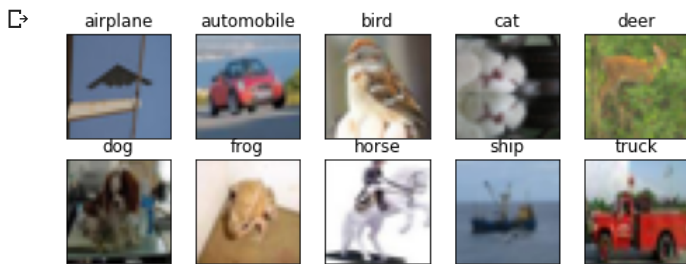 airplane automobile bird cat deer
dog frog horse ship truck